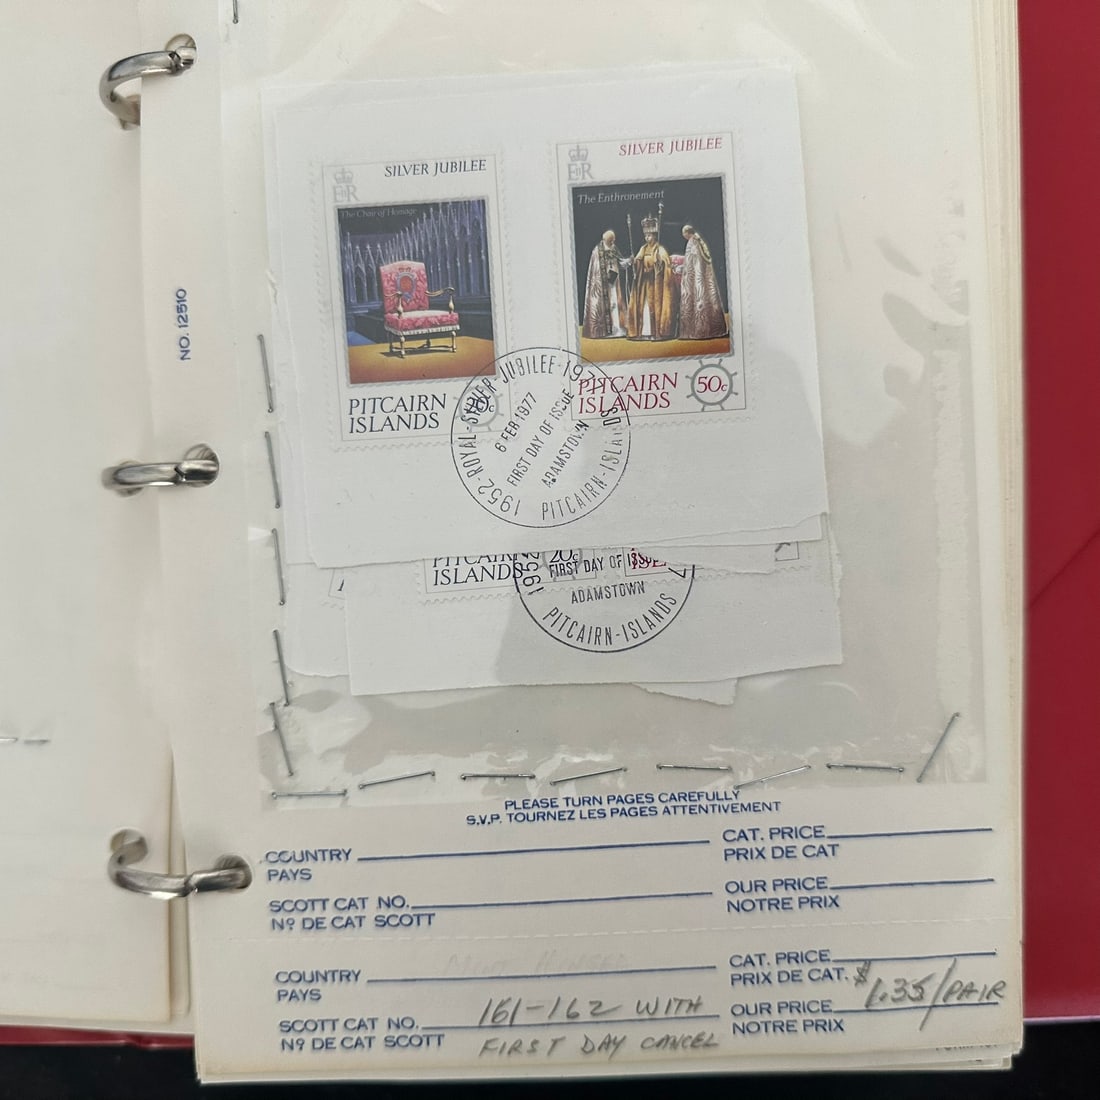 SILVER JUBILEE
The Chair of Homage
PITCAIRN
ISLANDS
SILVER JUBILEE
The Enthronement
PITCAIRN
ISLANDS
50c
1952-ROYAL-SILVER-JUBILEE-19
6 FEB 1977
FIRST DAY OF ISSUE
ADAMSTOWN
PITCAIRN-ISLANDS
PITCAIRN
ISLANDS
20c
1952
FIRST DAY OF ISSUE
ADAMSTOWN
PITCAIRN-ISLANDS
NO. 12510
PLEASE TURN PAGES CAREFULLY
S.V.P. TOURNEZ LES PAGES ATTENTIVEMENT
COUNTRY
PAYS
CAT. PRICE
PRIX DE CAT
SCOTT CAT NO.
Nº DE CAT SCOTT
OUR PRICE
NOTRE PRIX
COUNTRY
PAYS
CAT. PRICE
PRIX DE CAT.
SCOTT CAT NO. 161-162 WITH
Nº DE CAT SCOTT FIRST DAY CANCEL
OUR PRICE $1.35/PAIR
NOTRE PRIX